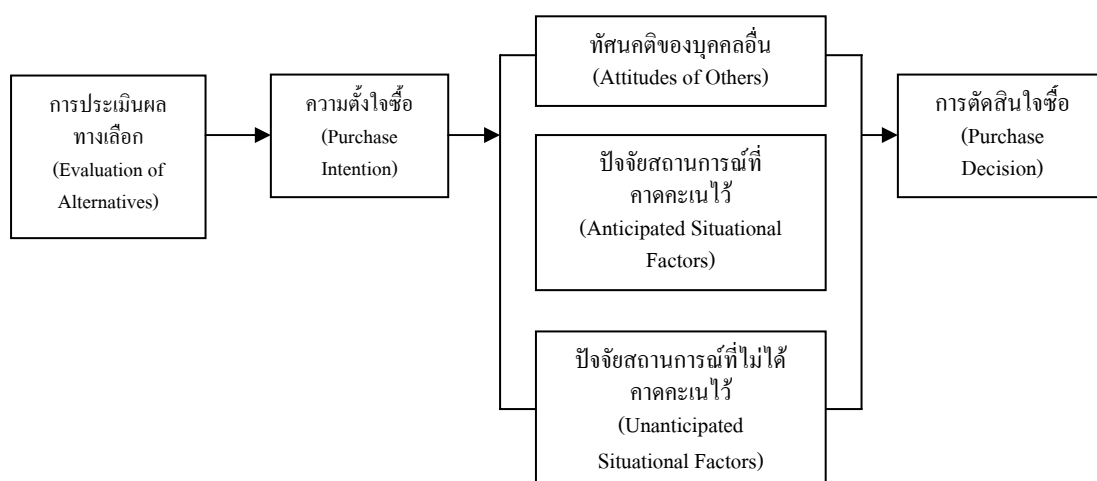 การประเมินผล
ทางเลือก
(Evaluation of
Alternatives)
ความตั้งใจซื้อ
(Purchase
Intention)
ทัศนคติของบุคคลอื่น
(Attitudes of Others)
ปัจจัยสถานการณ์ที่
คาดคะเนไว้
(Anticipated Situational
Factors)
ปัจจัยสถานการณ์ที่ไม่ได้
คาดคะเนไว้
(Unanticipated
Situational Factors)
การตัดสินใจซื้อ
(Purchase
Decision)